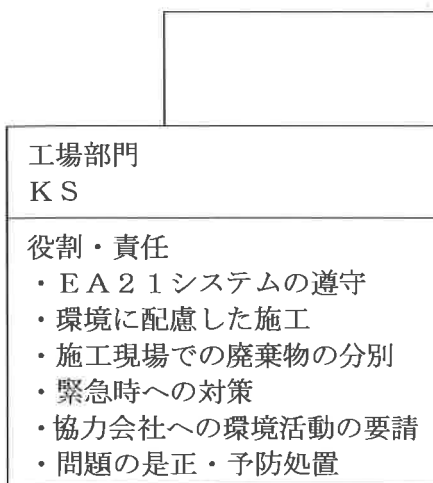 工場部門
ＫＳ
役割・責任
・ＥＡ２１システムの遵守
・環境に配慮した施工
・施工現場での廃棄物の分別
・緊急時への対策
・協力会社への環境活動の要請
・問題の是正・予防処置